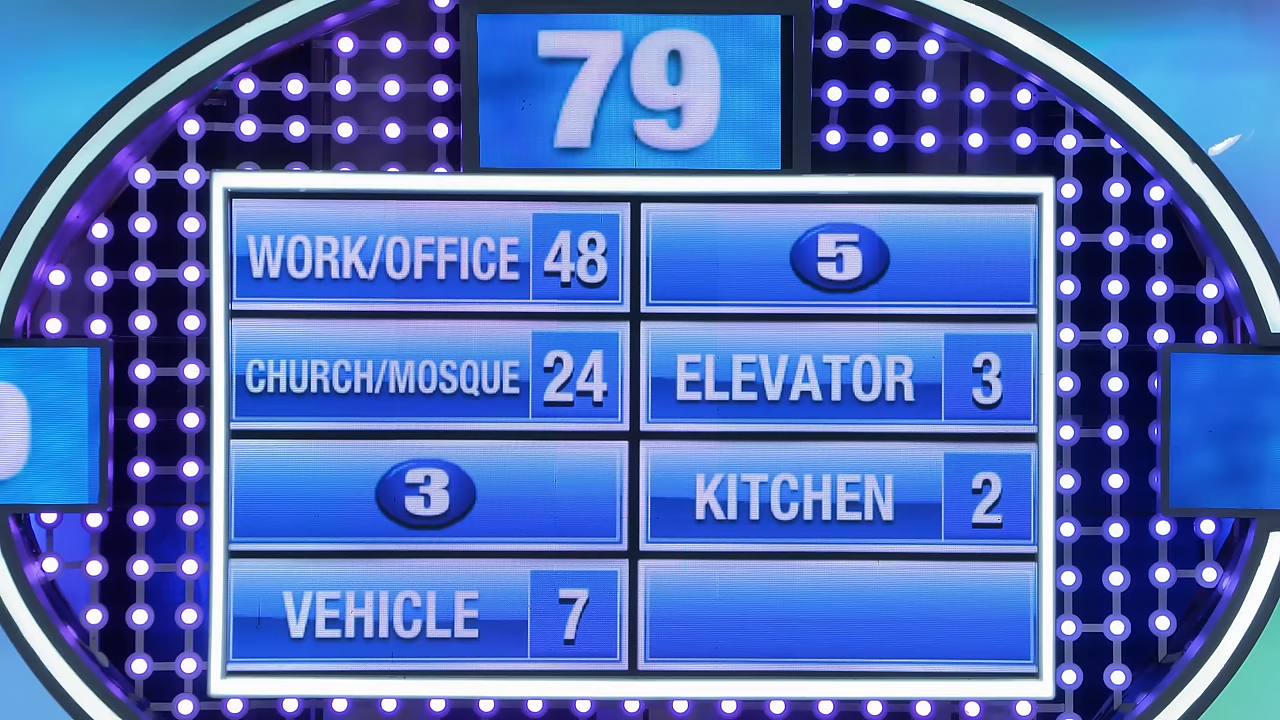 79
WORK/OFFICE 48
CHURCH/MOSQUE 24
3
VEHICLE 7
5
ELEVATOR 3
KITCHEN 2